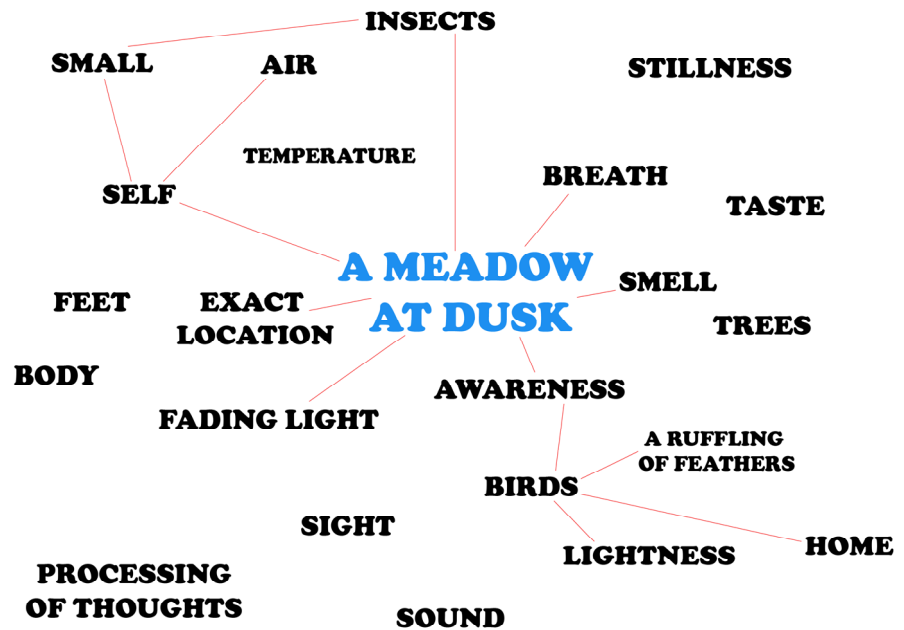 INSECTS
SMALL
AIR
STILLNESS
TEMPERATURE
BREATH
SELF
TASTE
A MEADOW
AT DUSK
SMELL
FEET
EXACT
LOCATION
TREES
BODY
AWARENESS
FADING LIGHT
A RUFFLING
OF FEATHERS
BIRDS
SIGHT
LIGHTNESS
HOME
PROCESSING
OF THOUGHTS
SOUND